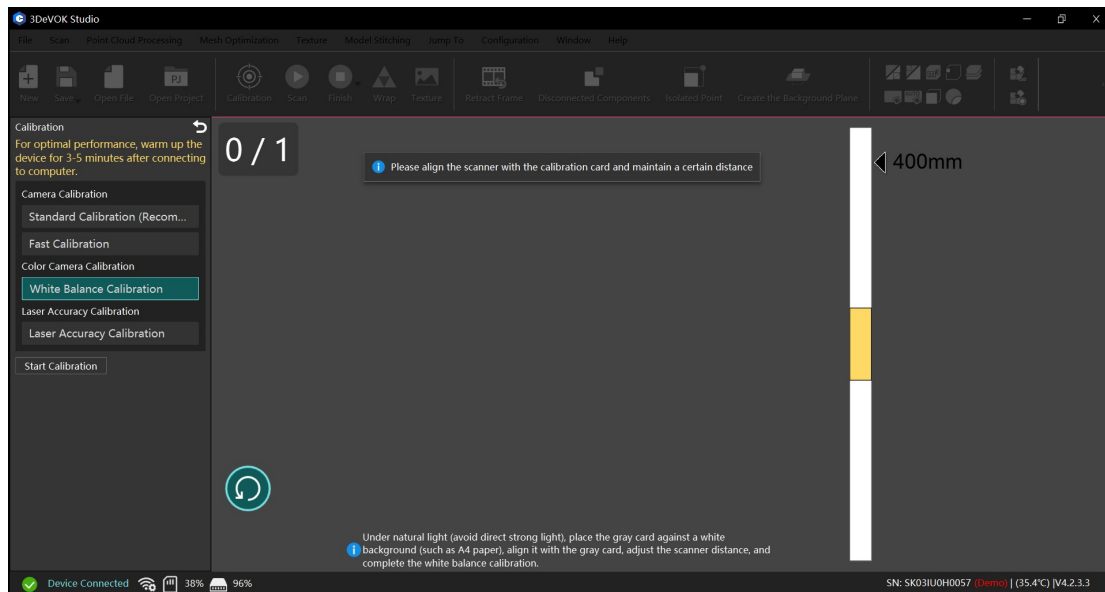 3DeVOK Studio
File Scan Point Cloud Processing Mesh Optimization Texture Model Stitching Jump To Configuration Window Help
PJ
New Save Open File Open Project Calibration Scan Finish Wrap Texture Retract Frame Disconnected Components Isolated Point Create the Background Plane
Calibration
For optimal performance, warm up the
device for 3-5 minutes after connecting
to computer.
Camera Calibration
Standard Calibration (Recom...
Fast Calibration
Color Camera Calibration
White Balance Calibration
Laser Accuracy Calibration
Laser Accuracy Calibration
Start Calibration
0 / 1
Please align the scanner with the calibration card and maintain a certain distance
400mm
Under natural light (avoid direct strong light), place the gray card against a white
background (such as A4 paper), align it with the gray card, adjust the scanner distance, and
complete the white balance calibration.
Device Connected 38% 96% SN: SK03IU0H0057 (Demo) | (35.4℃) |V4.2.3.3